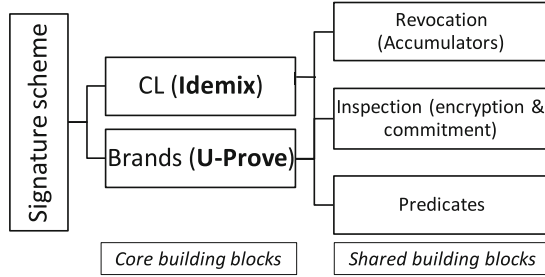 Signature scheme
CL (Idemix)
Brands (U-Prove)
Revocation
(Accumulators)
Inspection (encryption &
commitment)
Predicates
Core building blocks
Shared building blocks